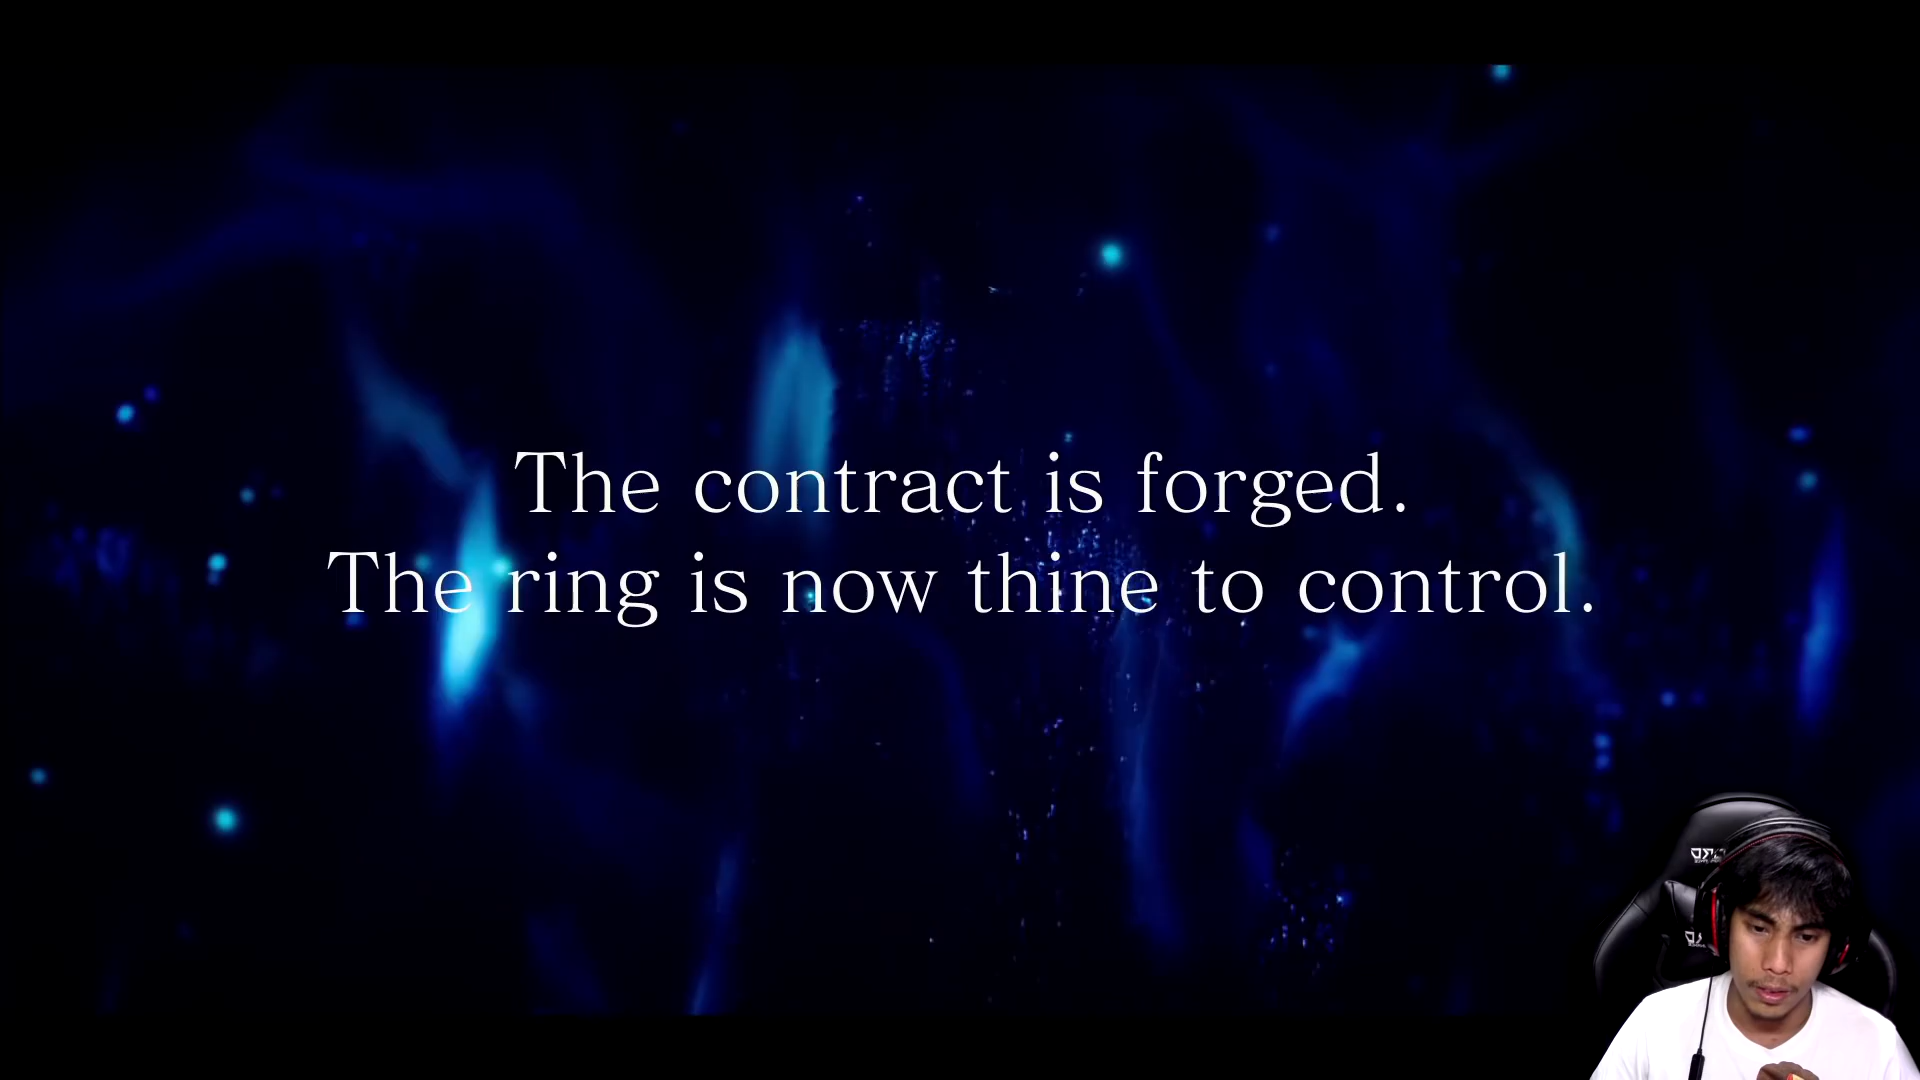 The contract is forged.
The ring is now thine to control.